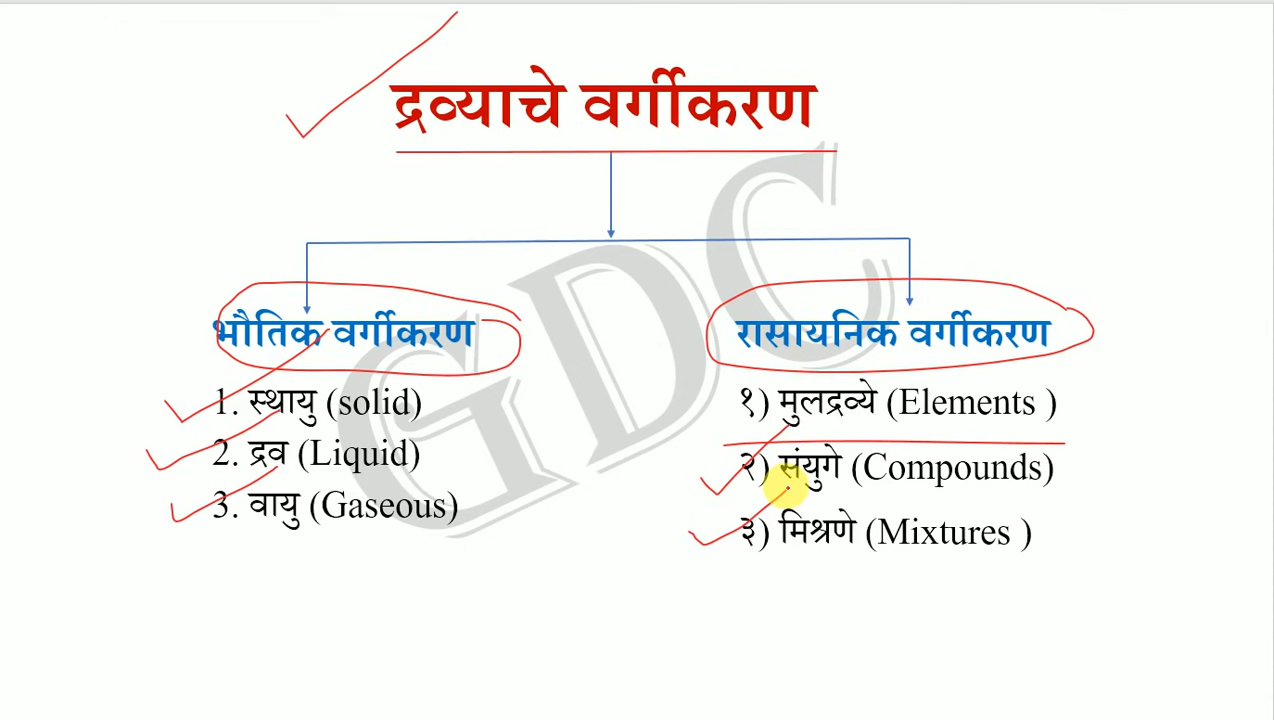 द्रव्याचे वर्गीकरण
GDC
भौतिक वर्गीकरण
1. स्थायु (solid)
2. द्रव (Liquid)
3. वायु (Gaseous)
रासायनिक वर्गीकरण
१) मुलद्रव्ये (Elements )
२) संयुगे (Compounds)
३) मिश्रणे (Mixtures )